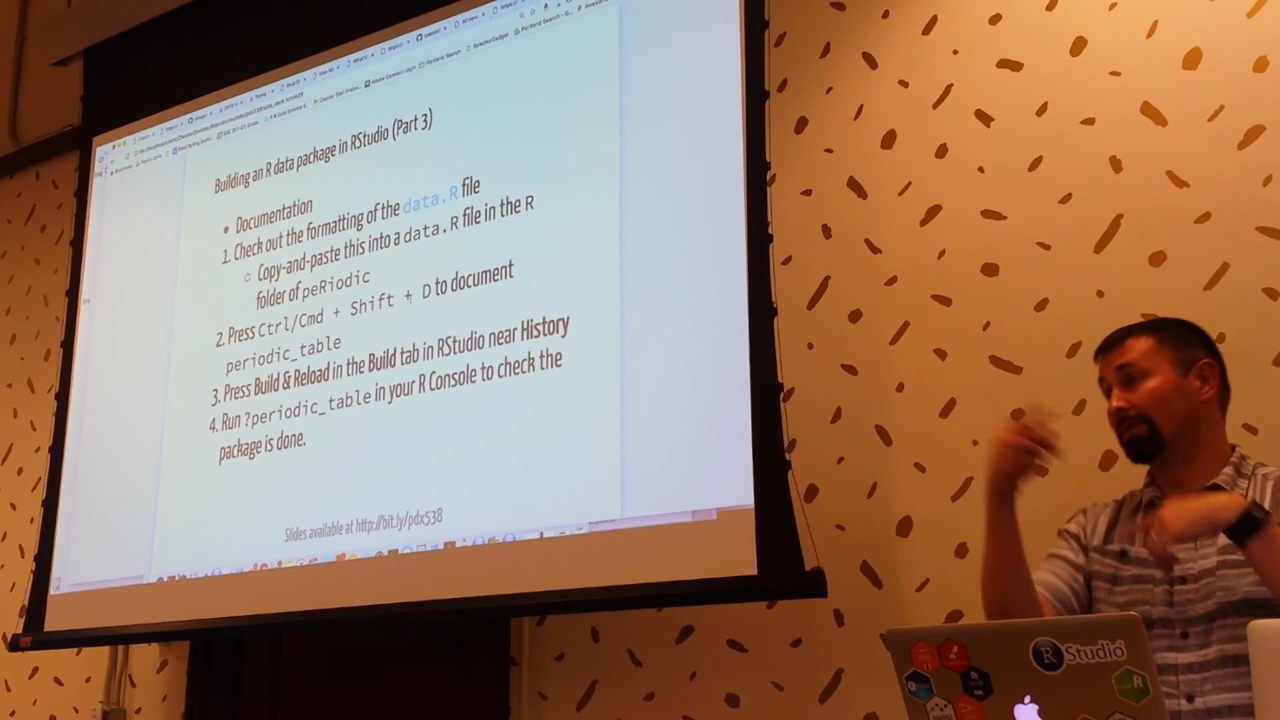 Building an R data package in RStudio (Part 3)
• Documentation
1. Check out the formatting of the data.R file
○ Copy-and-paste this into a data.R file in the R
folder of peRiodic
2. Press Ctrl/Cmd + Shift + D to document
periodic_table
3. Press Build & Reload in the Build tab in RStudio near History
4. Run ?periodic_table in your R Console to check the
package is done.
Slides available at http://bit.ly/pdx538
R Studio
R